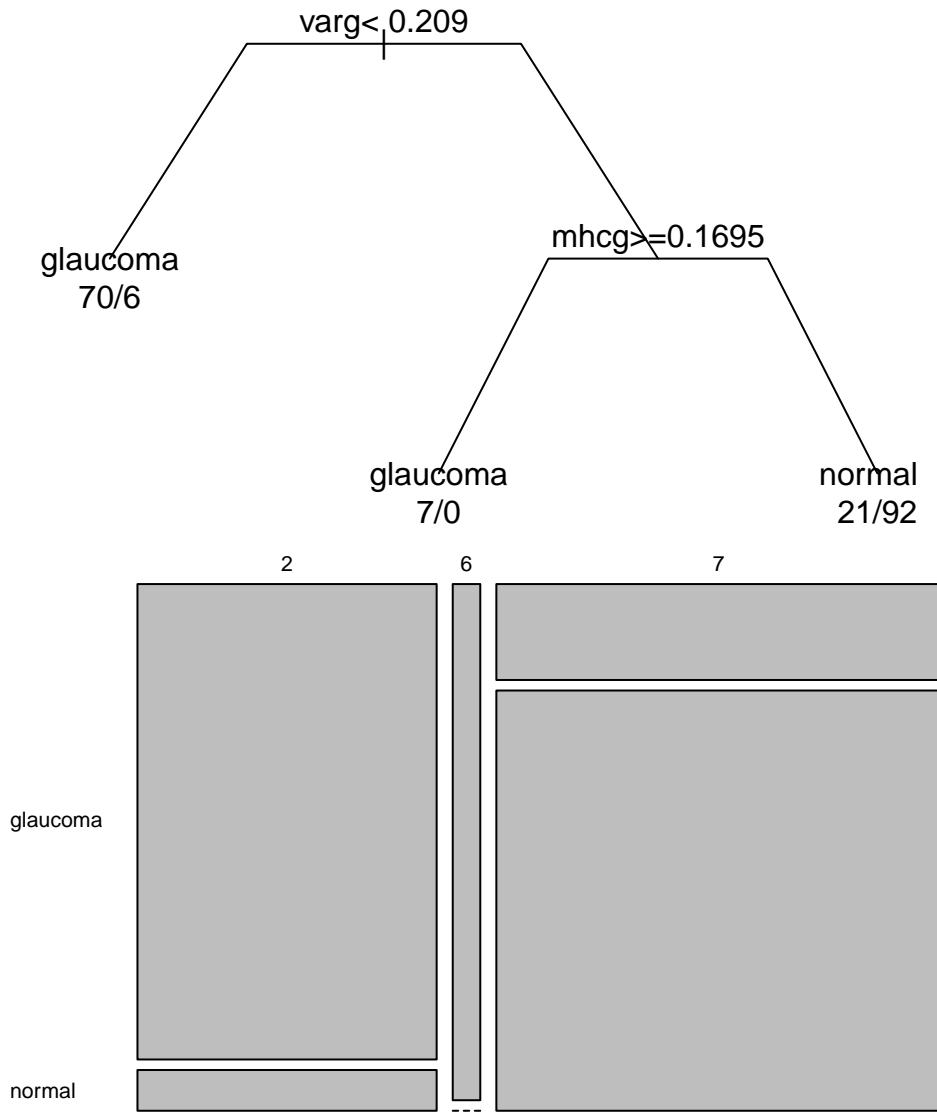 varg< 0.209
mhcg>=0.1695
glaucoma
70/6
glaucoma
7/0
normal
21/92
2 6 7
glaucoma
normal